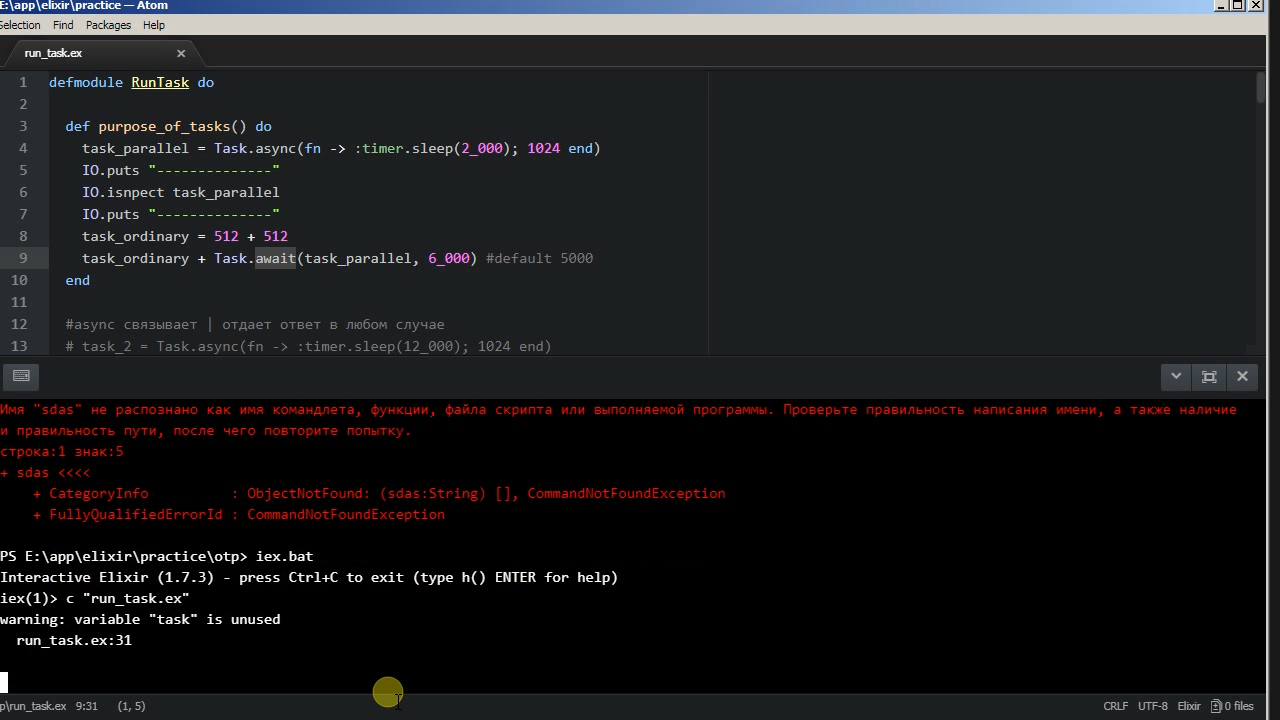 E:\app\elixir\practice — Atom
Selection Find Packages Help
run_task.ex
1 defmodule RunTask do
2
3 def purpose_of_tasks() do
4 task_parallel = Task.async(fn -> :timer.sleep(2_000); 1024 end)
5 IO.puts "--------------"
6 IO.isnpect task_parallel
7 IO.puts "--------------"
8 task_ordinary = 512 + 512
9 task_ordinary + Task.await(task_parallel, 6_000) #default 5000
10 end
11
12 #async связывает | отдает ответ в любом случае
13 # task_2 = Task.async(fn -> :timer.sleep(12_000); 1024 end)
Имя "sdas" не распознано как имя командлета, функции, файла скрипта или выполняемой программы. Проверьте правильность написания имени, а также наличие
и правильность пути, после чего повторите попытку.
строка:1 знак:5
+ sdas <<<<
+ CategoryInfo : ObjectNotFound: (sdas:String) [], CommandNotFoundException
+ FullyQualifiedErrorId : CommandNotFoundException
PS E:\app\elixir\practice\otp> iex.bat
Interactive Elixir (1.7.3) - press Ctrl+C to exit (type h() ENTER for help)
iex(1)> c "run_task.ex"
warning: variable "task" is unused
run_task.ex:31
p\run_task.ex 9:31 (1, 5) CRLF UTF-8 Elixir 0 files